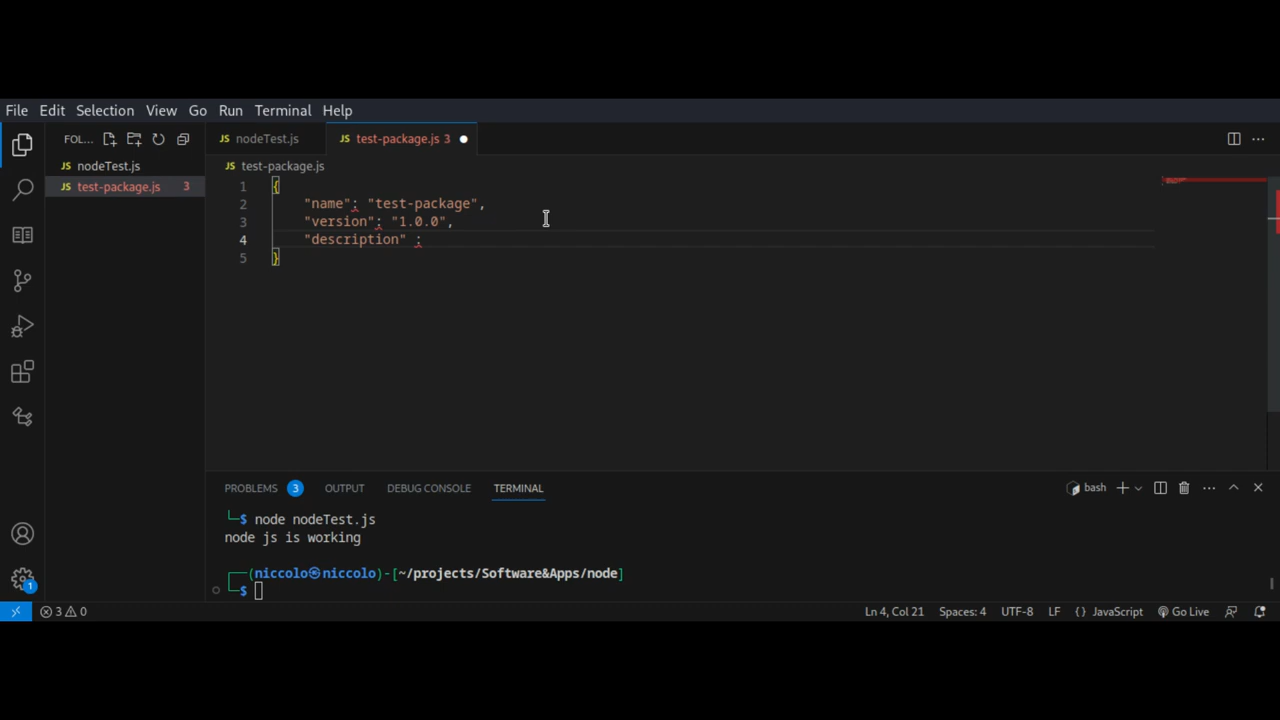 File Edit Selection View Go Run Terminal Help
FOL... JS nodeTest.js JS test-package.js 3
JS nodeTest.js JS test-package.js
JS test-package.js 3
1 {
2 "name": "test-package",
3 "version": "1.0.0",
4 "description" :
5 }
PROBLEMS 3 OUTPUT DEBUG CONSOLE TERMINAL bash
$ node nodeTest.js
node js is working
(niccolo㉿niccolo)-[~/projects/Software&Apps/node]
$
1
3 0 Ln 4, Col 21 Spaces: 4 UTF-8 LF {} JavaScript Go Live